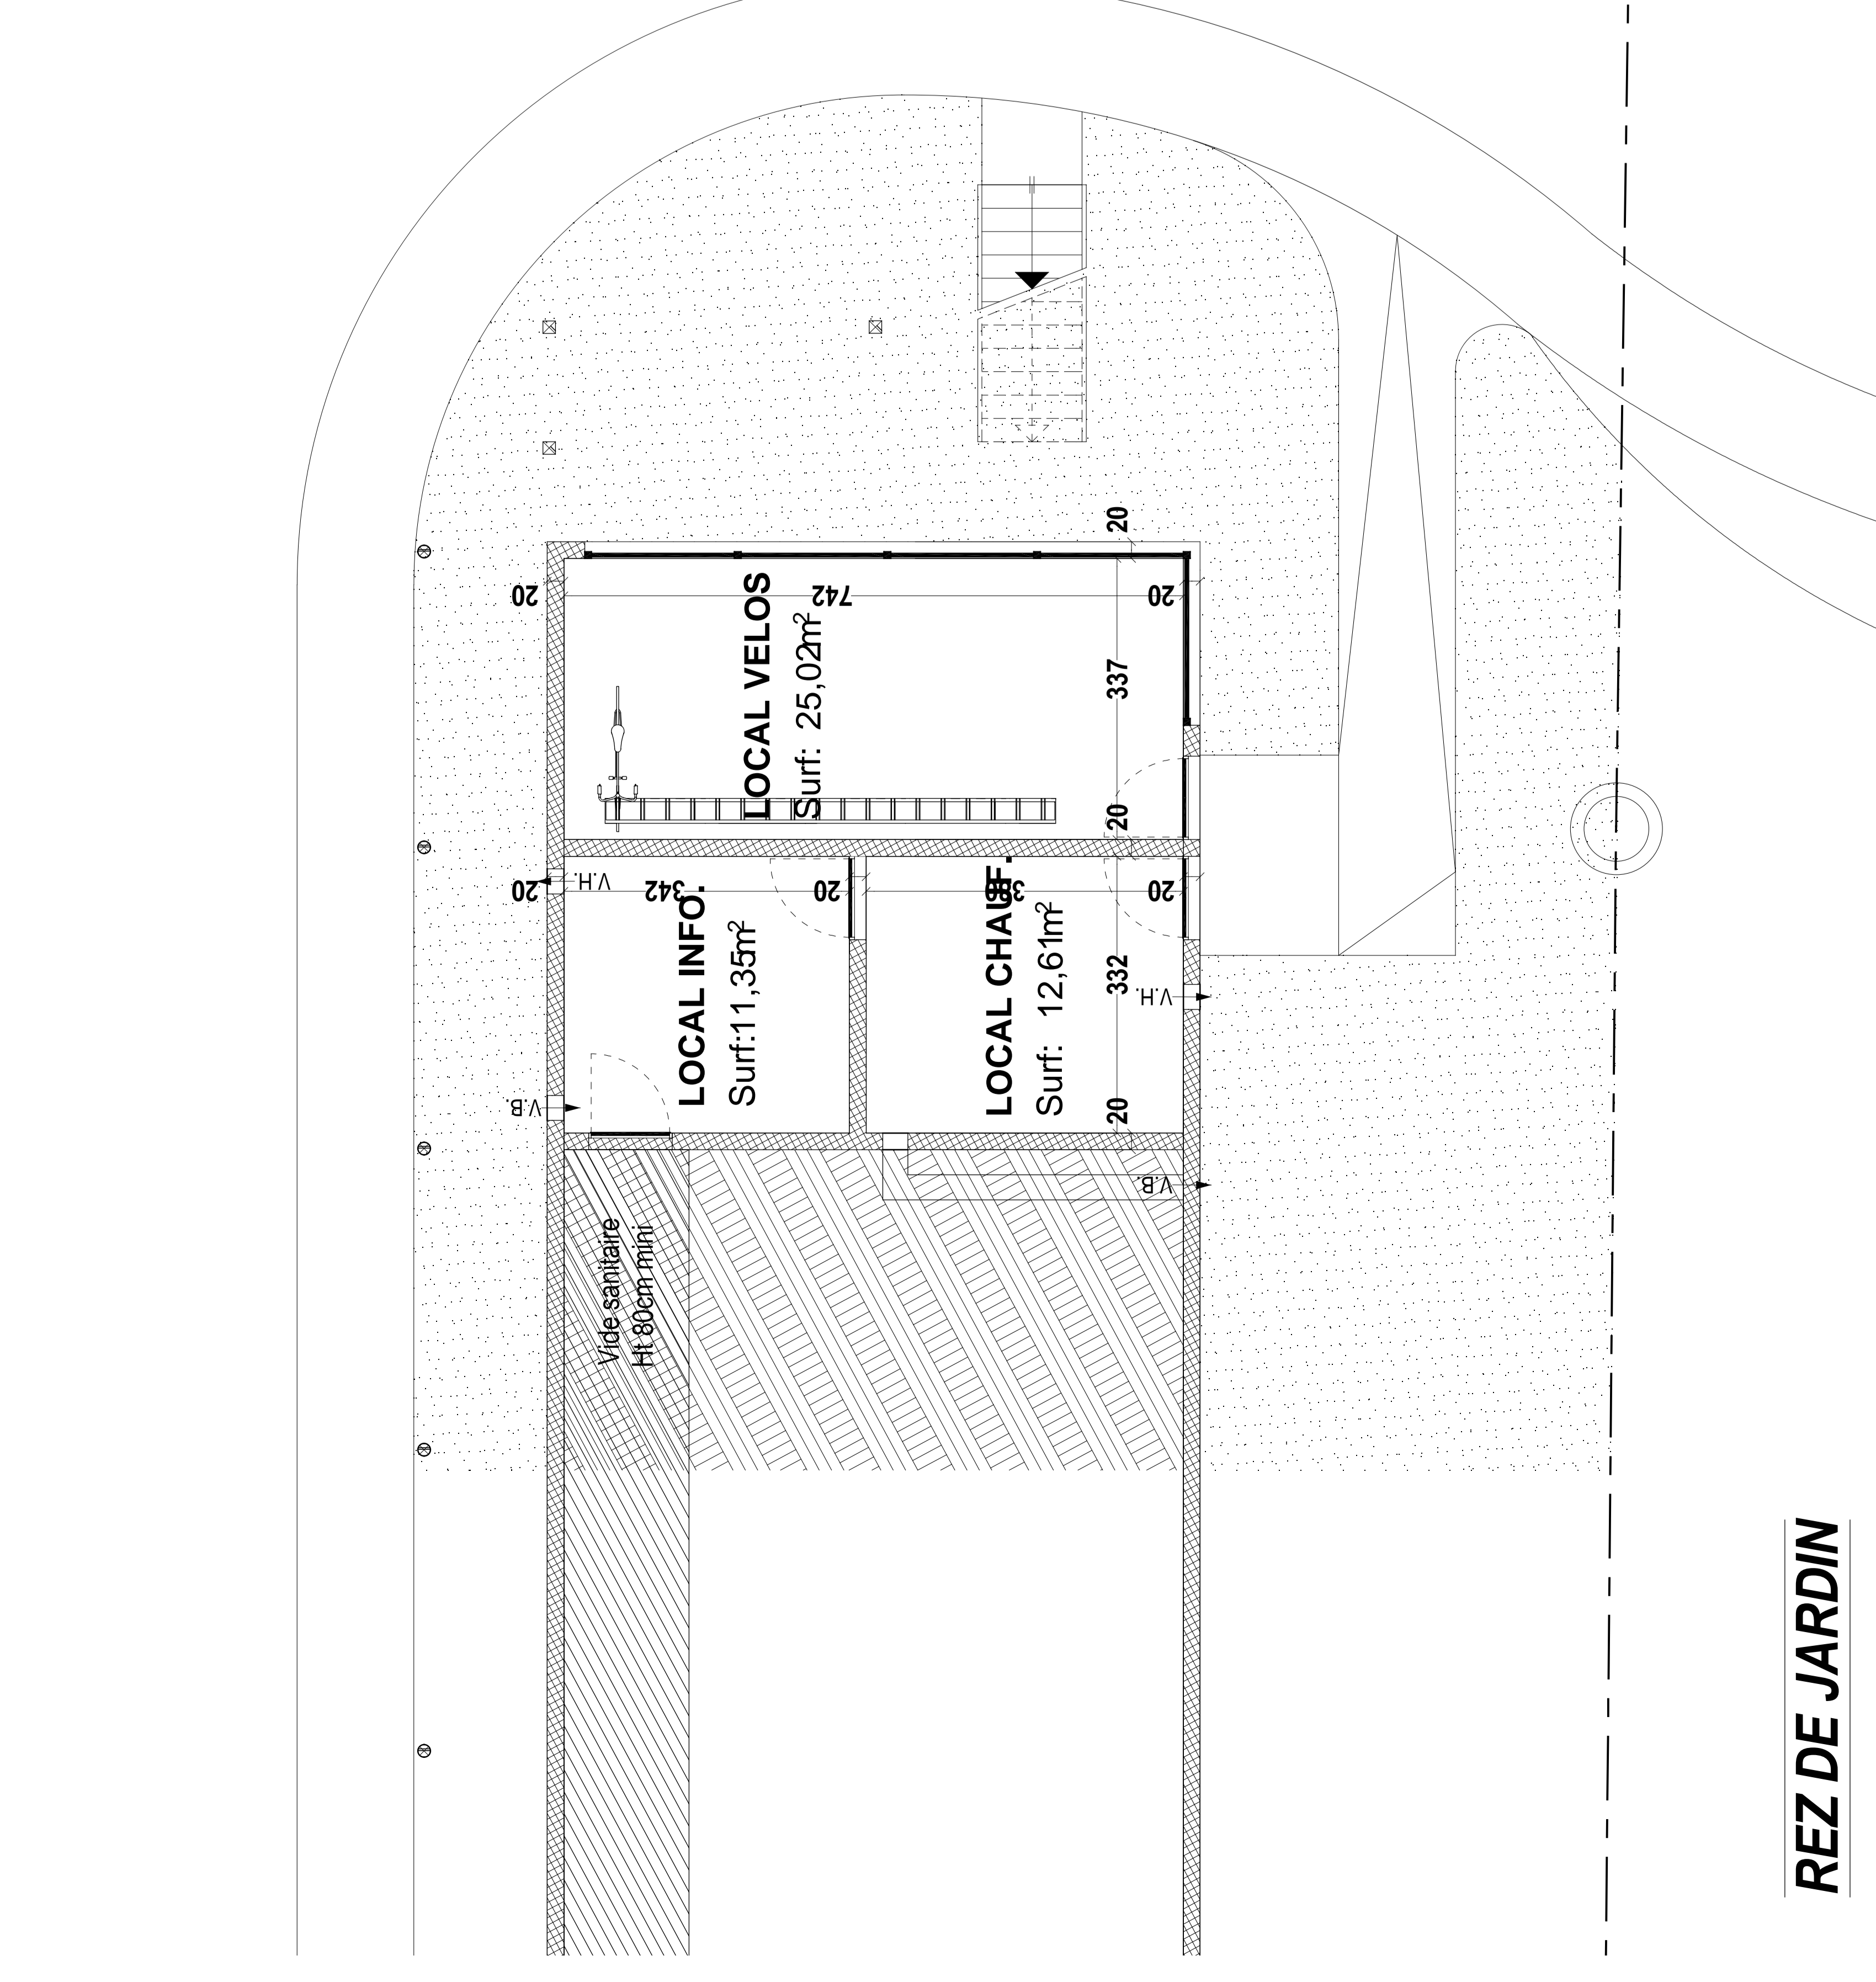 20
20
742
20
LOCAL VELOS
Surf: 25,02m²
337
20
20
V.H.
342
20
20
LOCAL INFO.
Surf:11,35m²
LOCAL CHAUF.
Surf: 12,61m²
332
V.H.
V.B.
20
V.B.
Vide sanitaire
Ht 80cm mini
REZ DE JARDIN